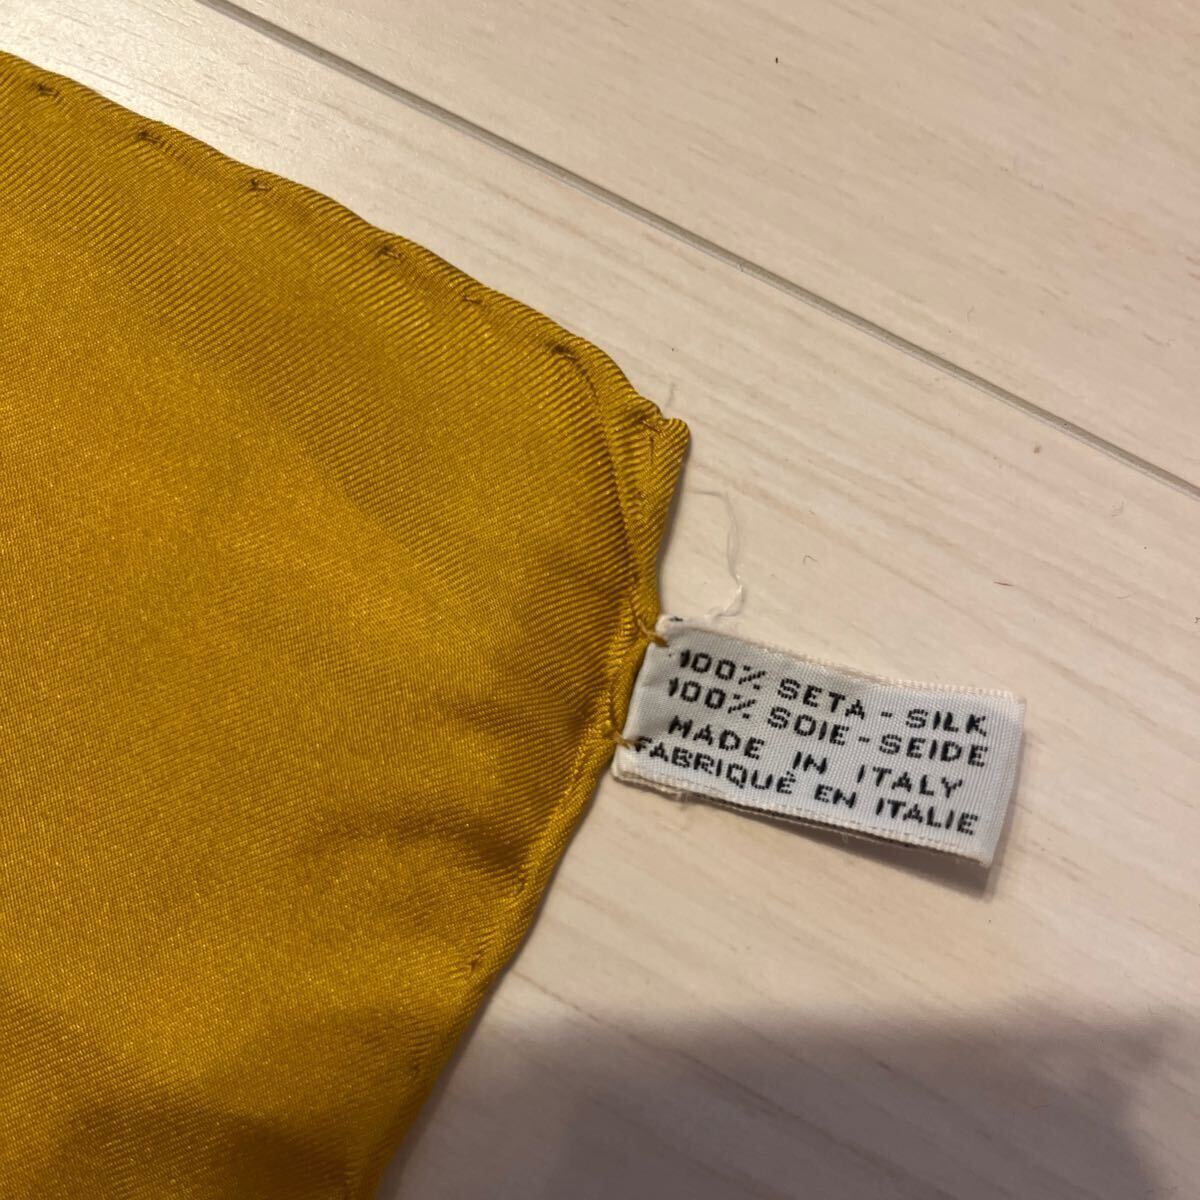 100% SETA - SILK
100% SOIE - SEIDE
MADE IN ITALY
FABRIQUÉ EN ITALIE